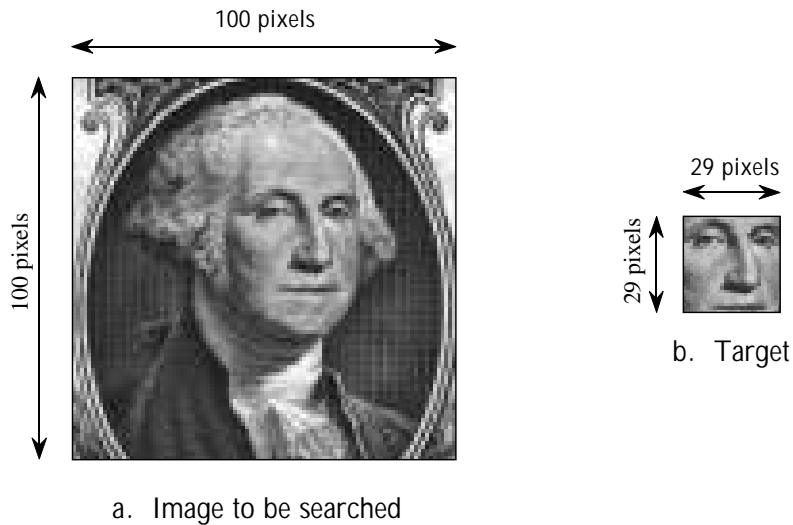 100 pixels
100 pixels
29 pixels
29 pixels
b. Target
a. Image to be searched